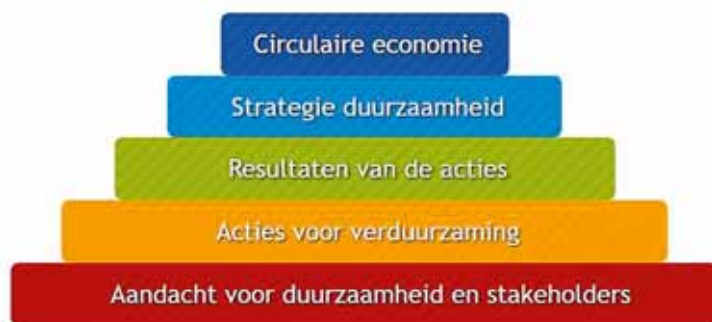 Circulaire economie
Strategie duurzaamheid
Resultaten van de acties
Acties voor verduurzaming
Aandacht voor duurzaamheid en stakeholders